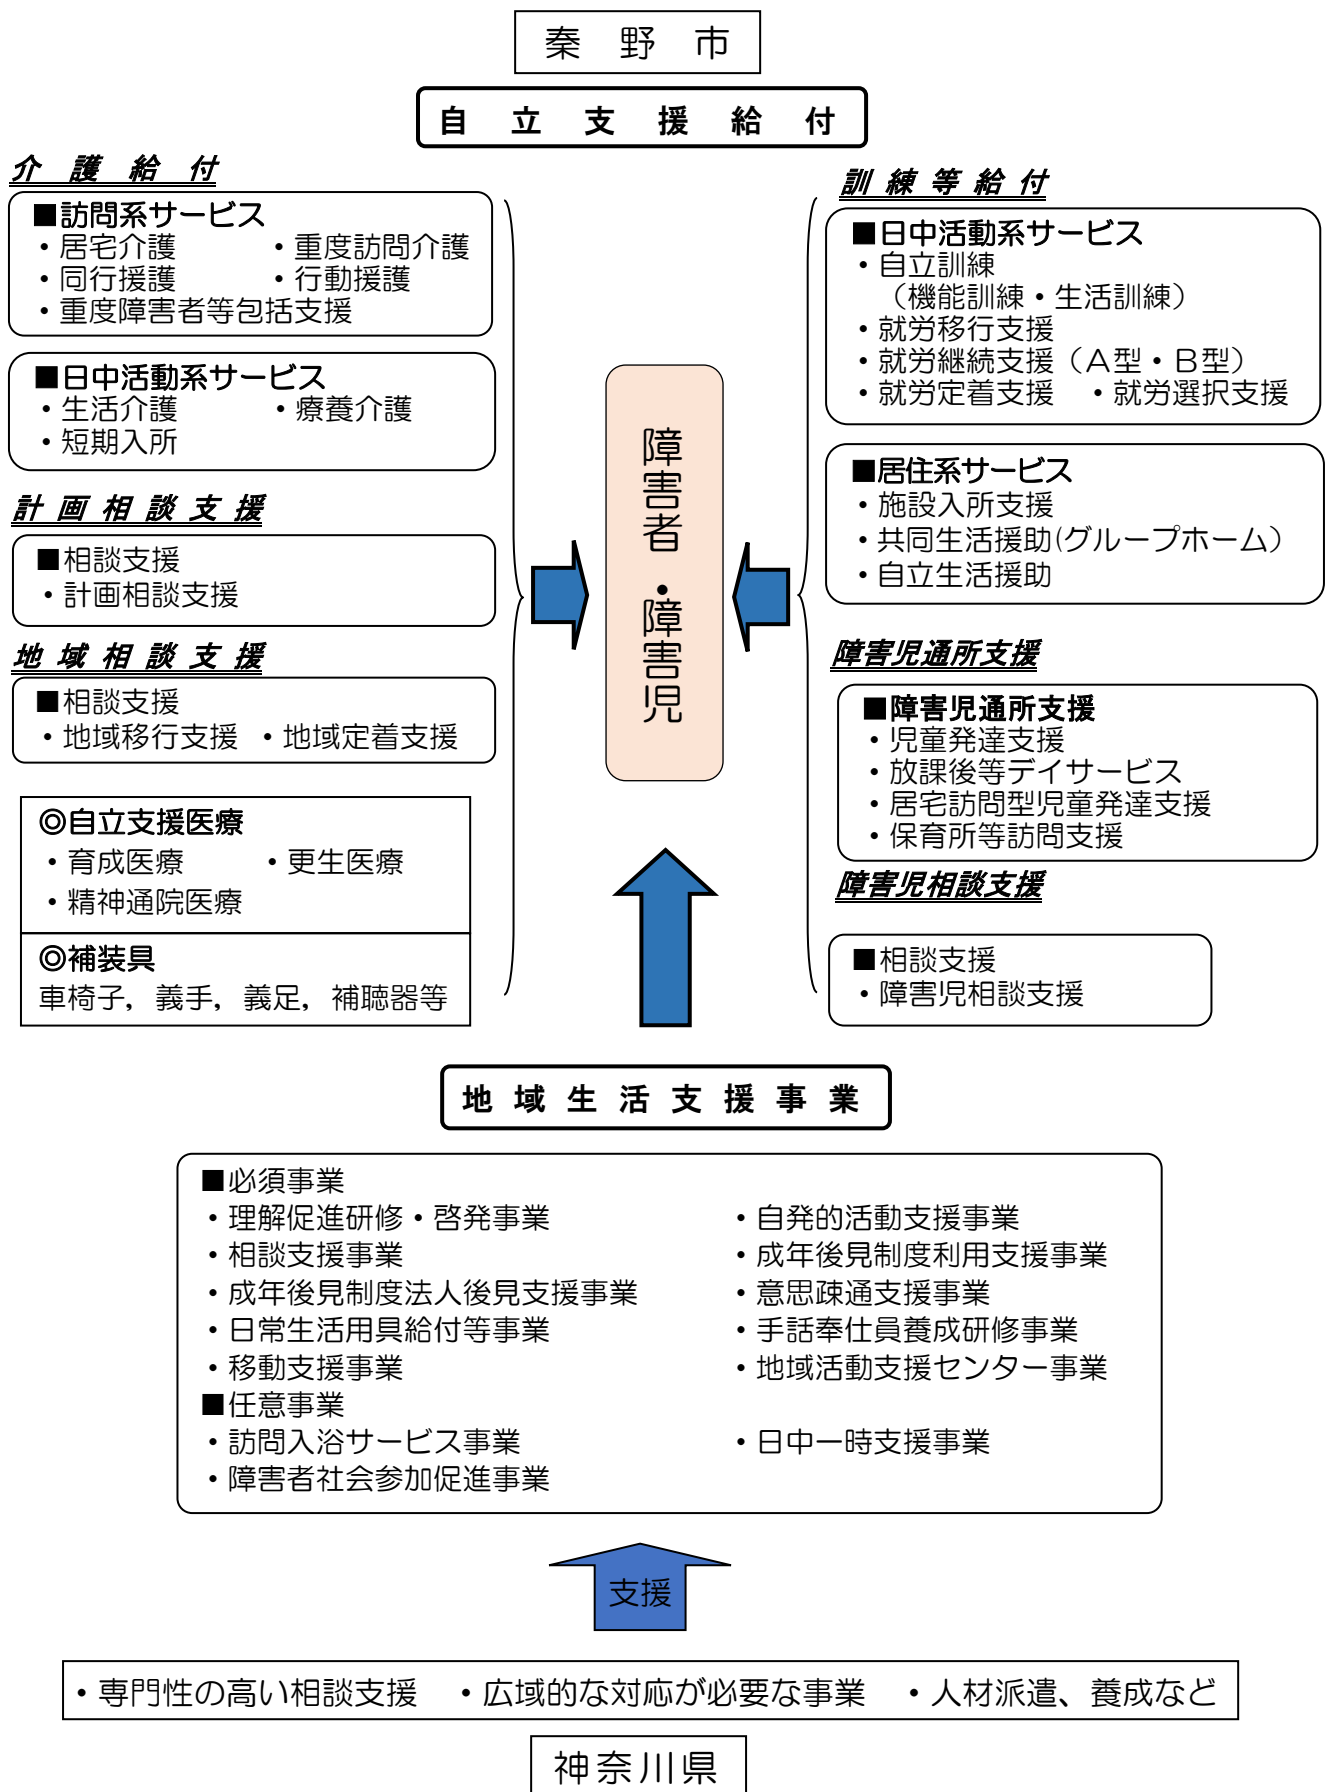 秦野市
自立支援給付
介護給付
■訪問系サービス
・居宅介護　・重度訪問介護
・同行援護　・行動援護
・重度障害者等包括支援
■日中活動系サービス
・生活介護　・療養介護
・短期入所
計画相談支援
■相談支援
・計画相談支援
地域相談支援
■相談支援
・地域移行支援　・地域定着支援
◎自立支援医療
・育成医療　・更生医療
・精神通院医療
◎補装具
車椅子，義手，義足，補聴器等
障害者・障害児
訓練等給付
■日中活動系サービス
・自立訓練
（機能訓練・生活訓練）
・就労移行支援
・就労継続支援（Ａ型・Ｂ型）
・就労定着支援　・就労選択支援
■居住系サービス
・施設入所支援
・共同生活援助(グループホーム）
・自立生活援助
障害児通所支援
■障害児通所支援
・児童発達支援
・放課後等デイサービス
・居宅訪問型児童発達支援
・保育所等訪問支援
障害児相談支援
■相談支援
・障害児相談支援
地域生活支援事業
■必須事業
・理解促進研修・啓発事業　・自発的活動支援事業
・相談支援事業　・成年後見制度利用支援事業
・成年後見制度法人後見支援事業　・意思疎通支援事業
・日常生活用具給付等事業　・手話奉仕員養成研修事業
・移動支援事業　・地域活動支援センター事業
■任意事業
・訪問入浴サービス事業　・日中一時支援事業
・障害者社会参加促進事業
支援
・専門性の高い相談支援　・広域的な対応が必要な事業　・人材派遣、養成など
神奈川県